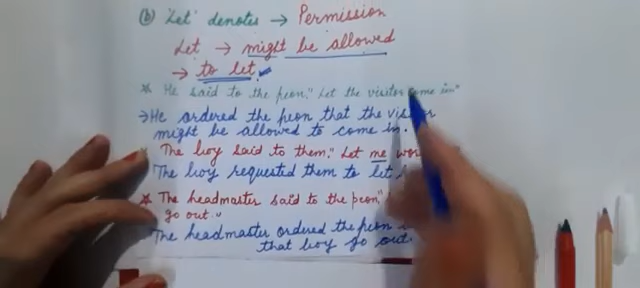 (b) 'Let' denotes → Permission
Let → might be allowed
→ to let.
* He said to the peon, "Let the visitor come in"
→ He ordered the peon that the visitor
might be allowed to come in.
* The boy said to them, "Let me
The boy requested them to let
* The headmaster said to the peon, "
go out."
The headmaster ordered the peon
that boy go out.